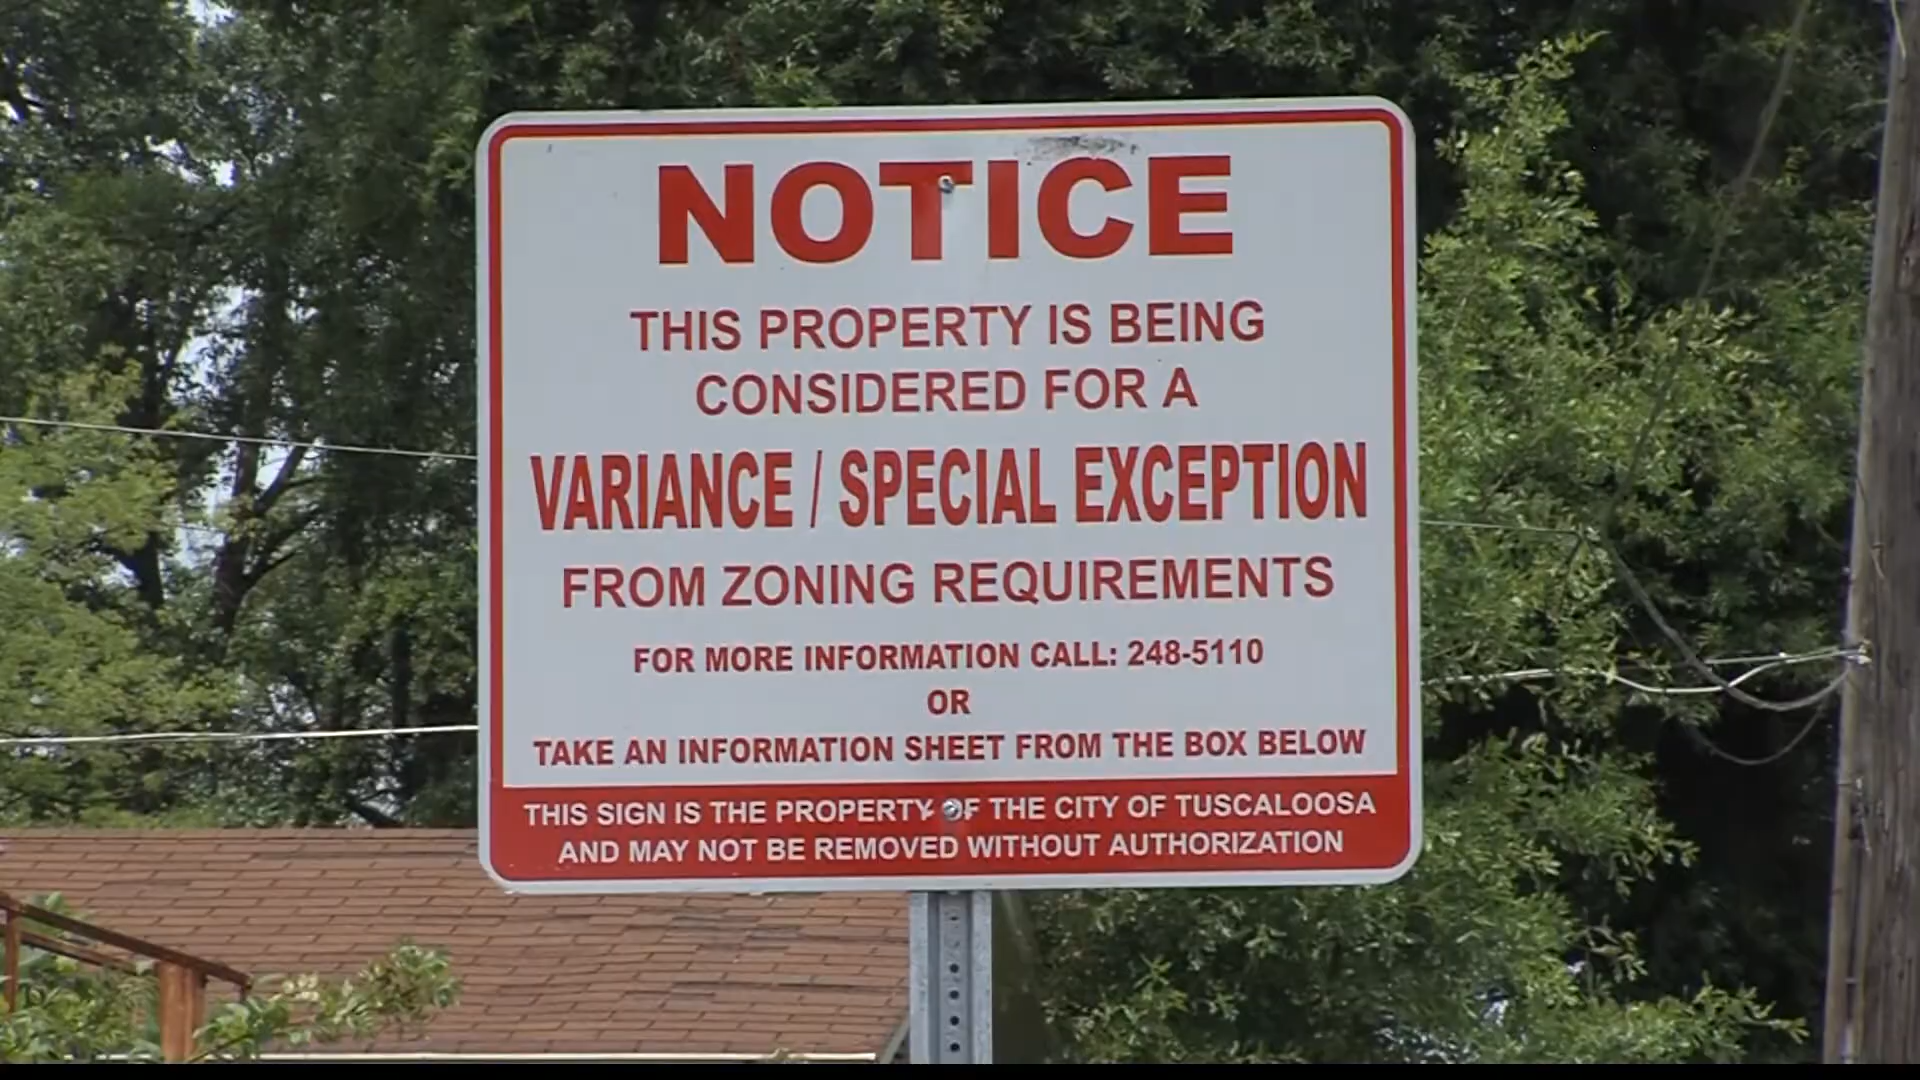 NOTICE
THIS PROPERTY IS BEING
CONSIDERED FOR A
VARIANCE / SPECIAL EXCEPTION
FROM ZONING REQUIREMENTS
FOR MORE INFORMATION CALL: 248-5110
OR
TAKE AN INFORMATION SHEET FROM THE BOX BELOW
THIS SIGN IS THE PROPERTY OF THE CITY OF TUSCALOOSA
AND MAY NOT BE REMOVED WITHOUT AUTHORIZATION